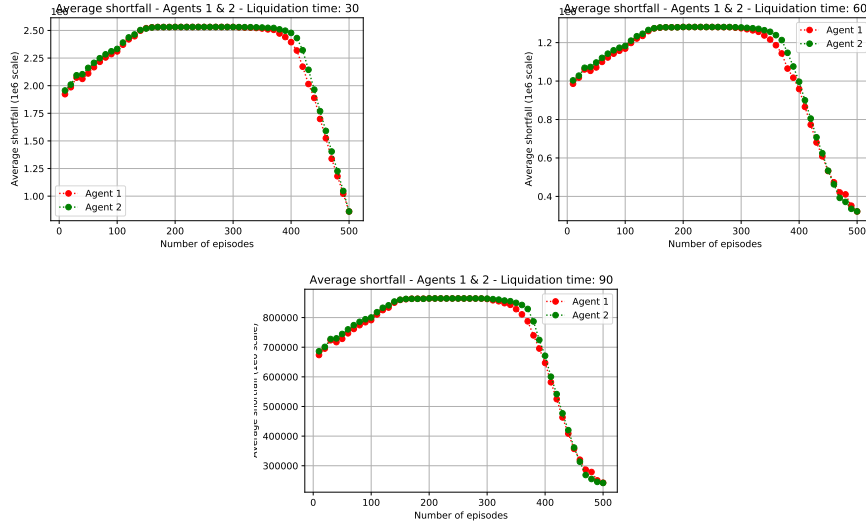 Average shortfall - Agents 1 & 2 - Liquidation time: 30
1e6
2.50
2.25
2.00
1.75
1.50
1.25
1.00
Average shortfall (1e6 scale)
Agent 1
Agent 2
0 100 200 300 400 500
Number of episodes
Average shortfall - Agents 1 & 2 - Liquidation time: 60
1e6
1.2
1.0
0.8
0.6
0.4
Average shortfall (1e6 scale)
Agent 1
Agent 2
0 100 200 300 400 500
Number of episodes
Average shortfall - Agents 1 & 2 - Liquidation time: 90
800000
700000
600000
500000
400000
300000
Average shortfall (1e6 scale)
Agent 1
Agent 2
0 100 200 300 400 500
Number of episodes